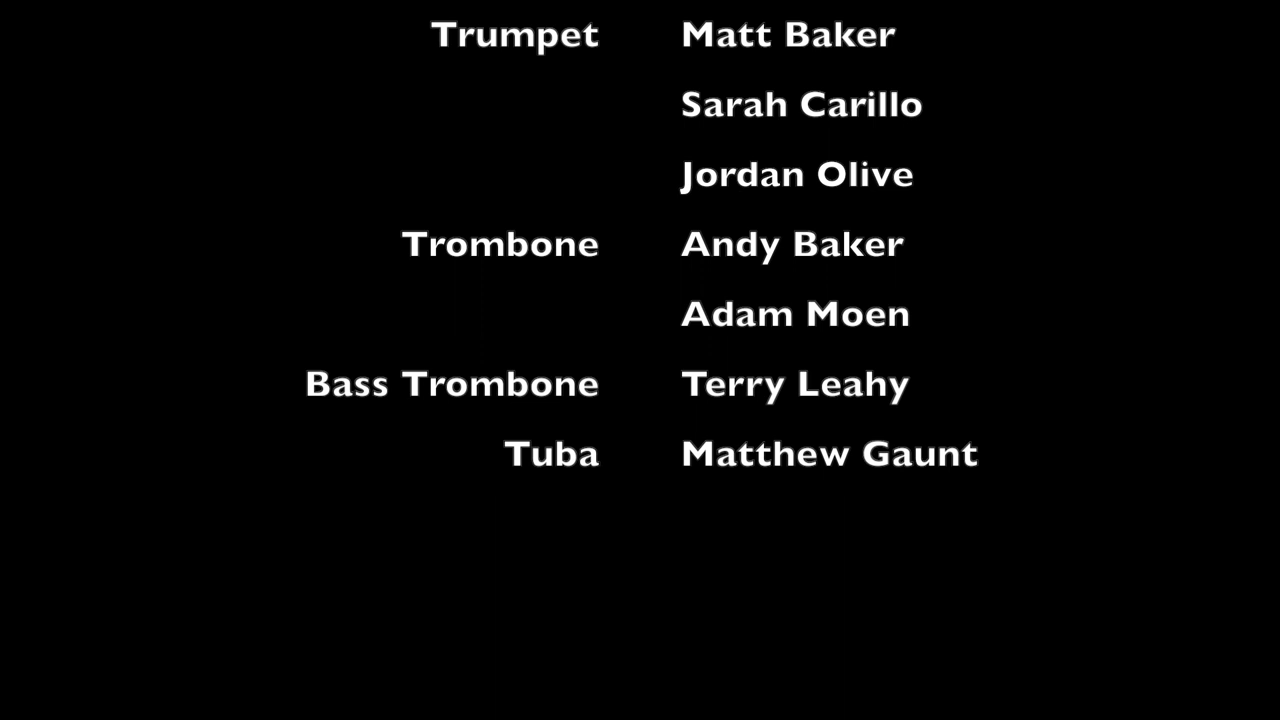 Trumpet Matt Baker
Sarah Carillo
Jordan Olive
Trombone Andy Baker
Adam Moen
Bass Trombone Terry Leahy
Tuba Matthew Gaunt